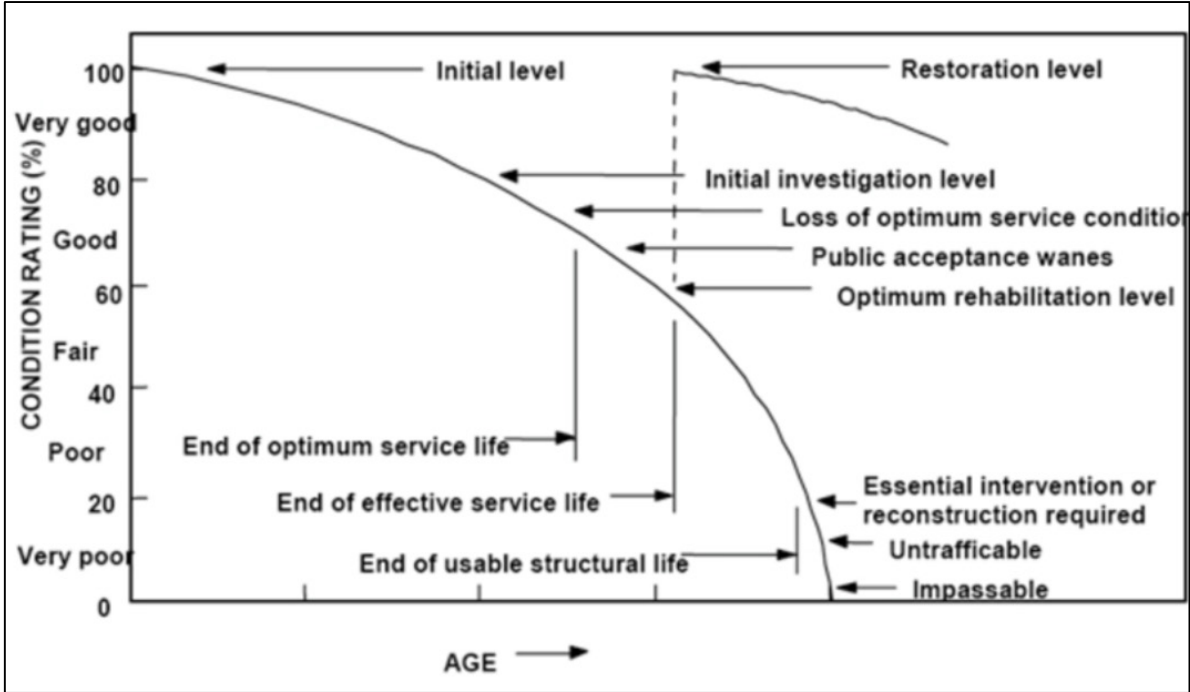 100
Initial level
Restoration level
Very good
80
Initial investigation level
Loss of optimum service condition
Good
Public acceptance wanes
60
Optimum rehabilitation level
CONDITION RATING (%)
Fair
40
End of optimum service life
Poor
20
End of effective service life
Essential intervention or
reconstruction required
Very poor
End of usable structural life
Untrafficable
Impassable
0
AGE